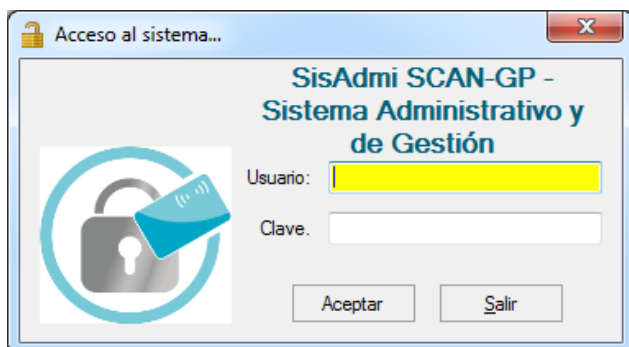 Acceso al sistema...
SisAdmi SCAN-GP -
Sistema Administrativo y
de Gestión
Usuario:
Clave.
Aceptar
Salir